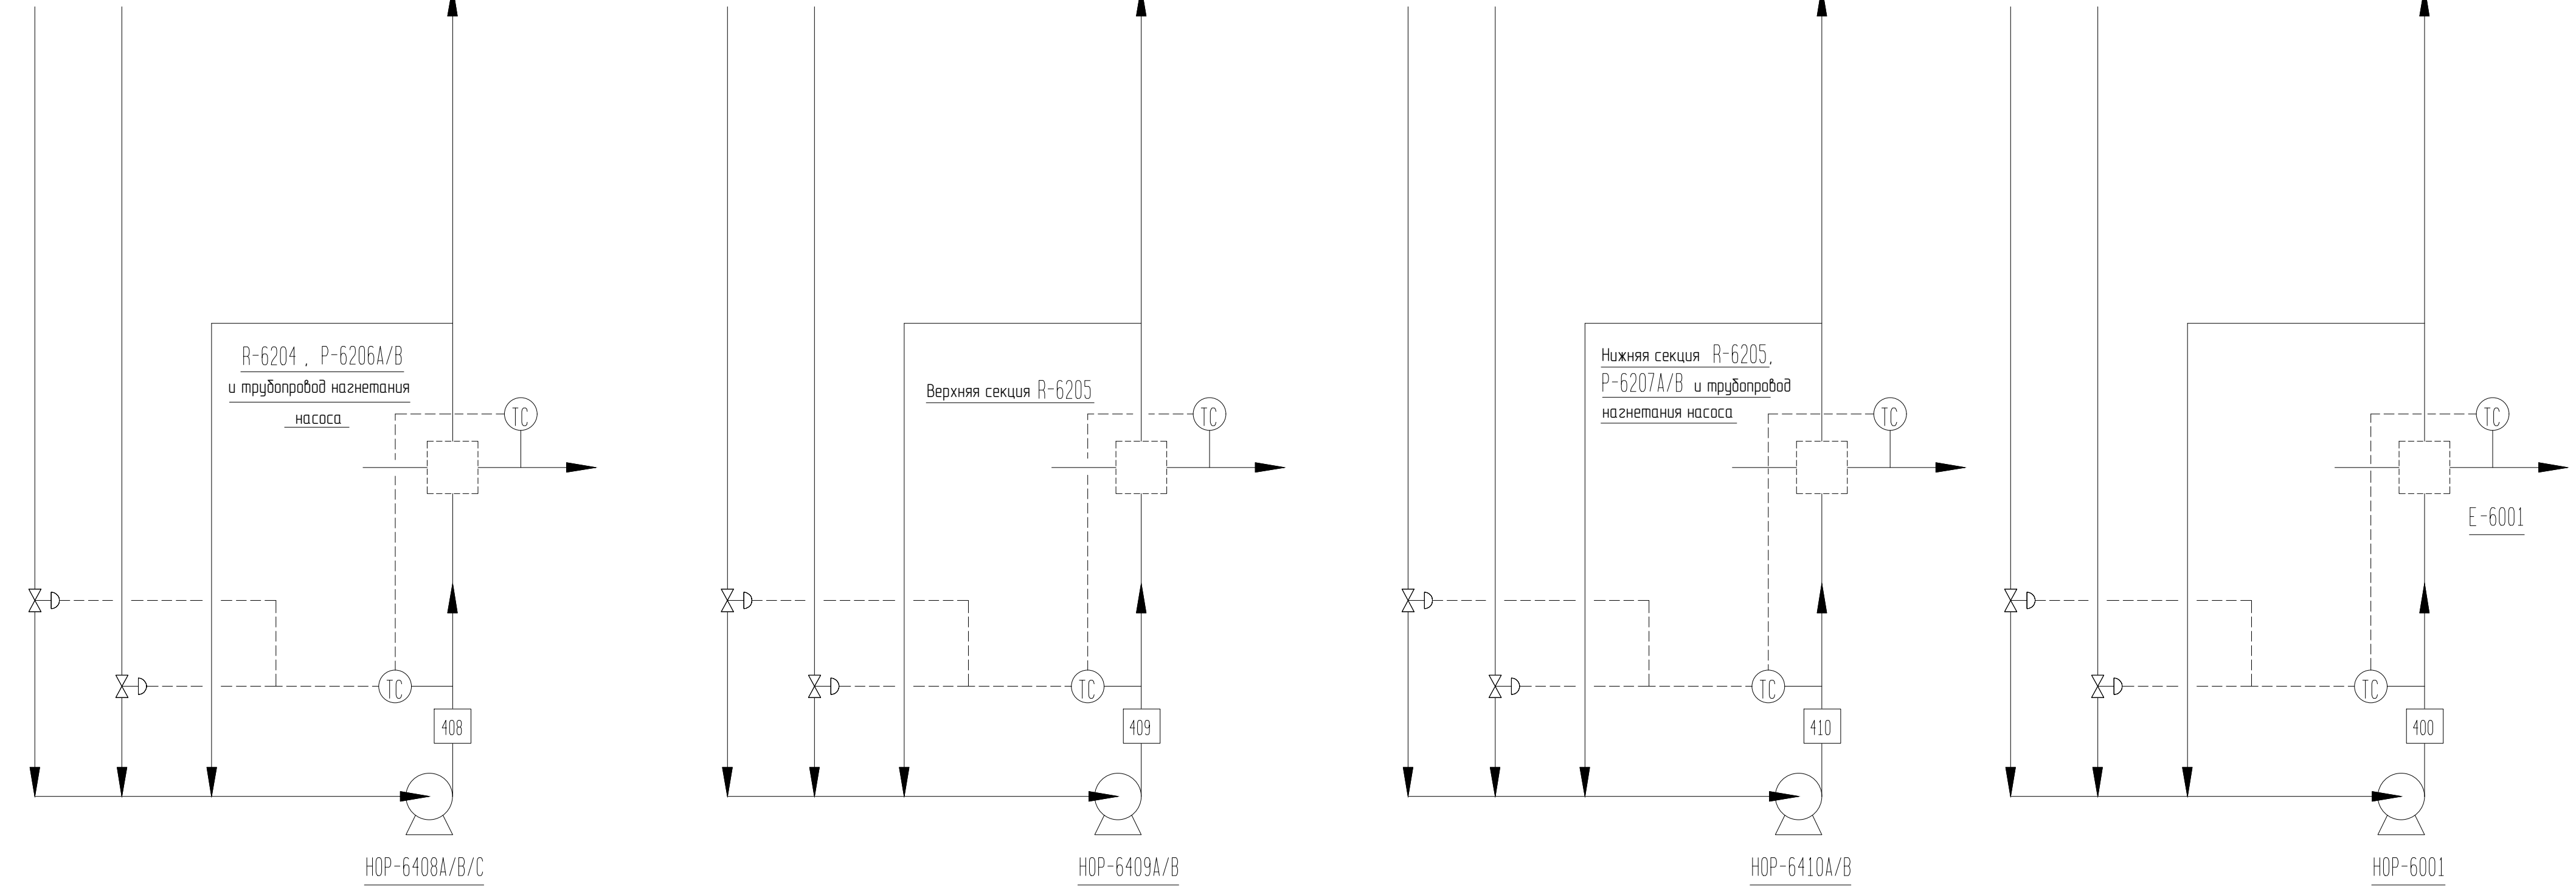 R-6204 , P-6206A/B
и трубопровод нагнетания
насоса
TC
TC
408
HOP-6408A/B/C
Верхняя секция R-6205
TC
TC
409
HOP-6409A/B
Нижняя секция R-6205,
P-6207A/B и трубопровод
нагнетания насоса
TC
TC
410
HOP-6410A/B
TC
E-6001
TC
400
HOP-6001